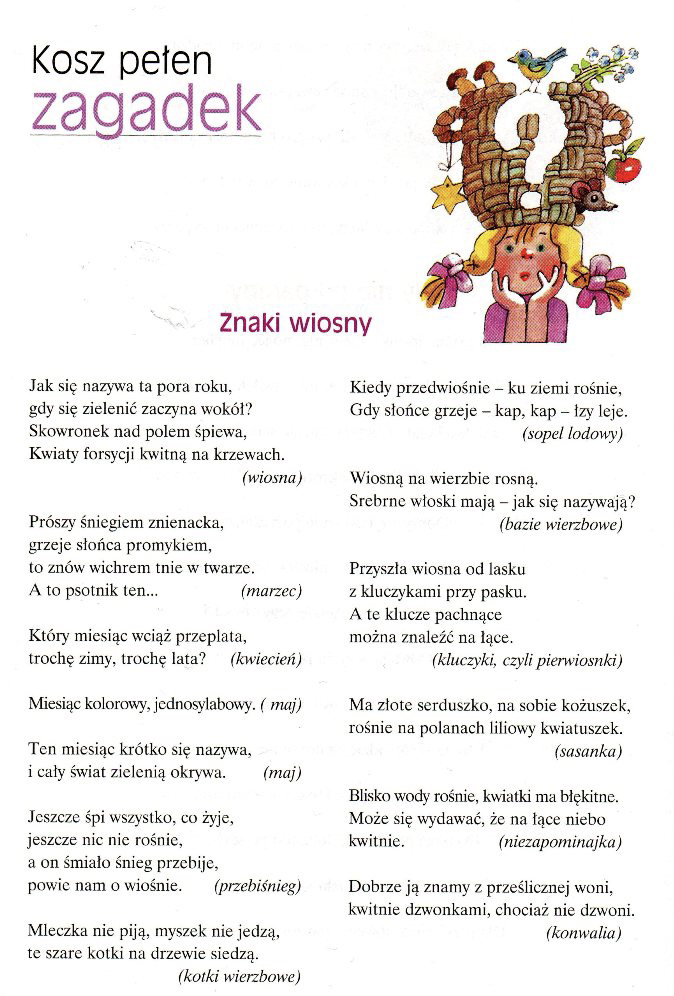 Kosz pełen
zagadek
Znaki wiosny
Jak się nazywa ta pora roku,
gdy się zielenić zaczyna wokół?
Skowronek nad polem śpiewa,
Kwiaty forsycji kwitną na krzewach.
(wiosna)
Prószy śniegiem znienacka,
grzeje słońca promykiem,
to znów wichrem tnie w twarze.
A to psotnik ten... (marzec)
Który miesiąc wciąż przeplata,
trochę zimy, trochę lata? (kwiecień)
Miesiąc kolorowy, jednosylabowy. ( maj)
Ten miesiąc krótko się nazywa,
i cały świat zielenią okrywa. (maj)
Jeszcze śpi wszystko, co żyje,
jeszcze nic nie rośnie,
a on śmiało śnieg przebije,
powie nam o wiośnie. (przebiśnieg)
Mleczka nie piją, myszek nie jedzą,
te szare kotki na drzewie siedzą.
(kotki wierzbowe)
Kiedy przedwiośnie – ku ziemi rośnie,
Gdy słońce grzeje – kap, kap – łzy leje.
(sopel lodowy)
Wiosną na wierzbie rosną.
Srebrne włoski mają – jak się nazywają?
(bazie wierzbowe)
Przyszła wiosna od lasku
z kluczykami przy pasku.
A te klucze pachnące
można znaleźć na łące.
(kluczyki, czyli pierwiosnki)
Ma złote serduszko, na sobie kożuszek,
rośnie na polanach liliowy kwiatuszek.
(sasanka)
Blisko wody rośnie, kwiatki ma błękitne.
Może się wydawać, że na łące niebo
kwitnie. (niezapominajka)
Dobrze ją znamy z prześlicznej woni,
kwitnie dzwonkami, chociaż nie dzwoni.
(konwalia)